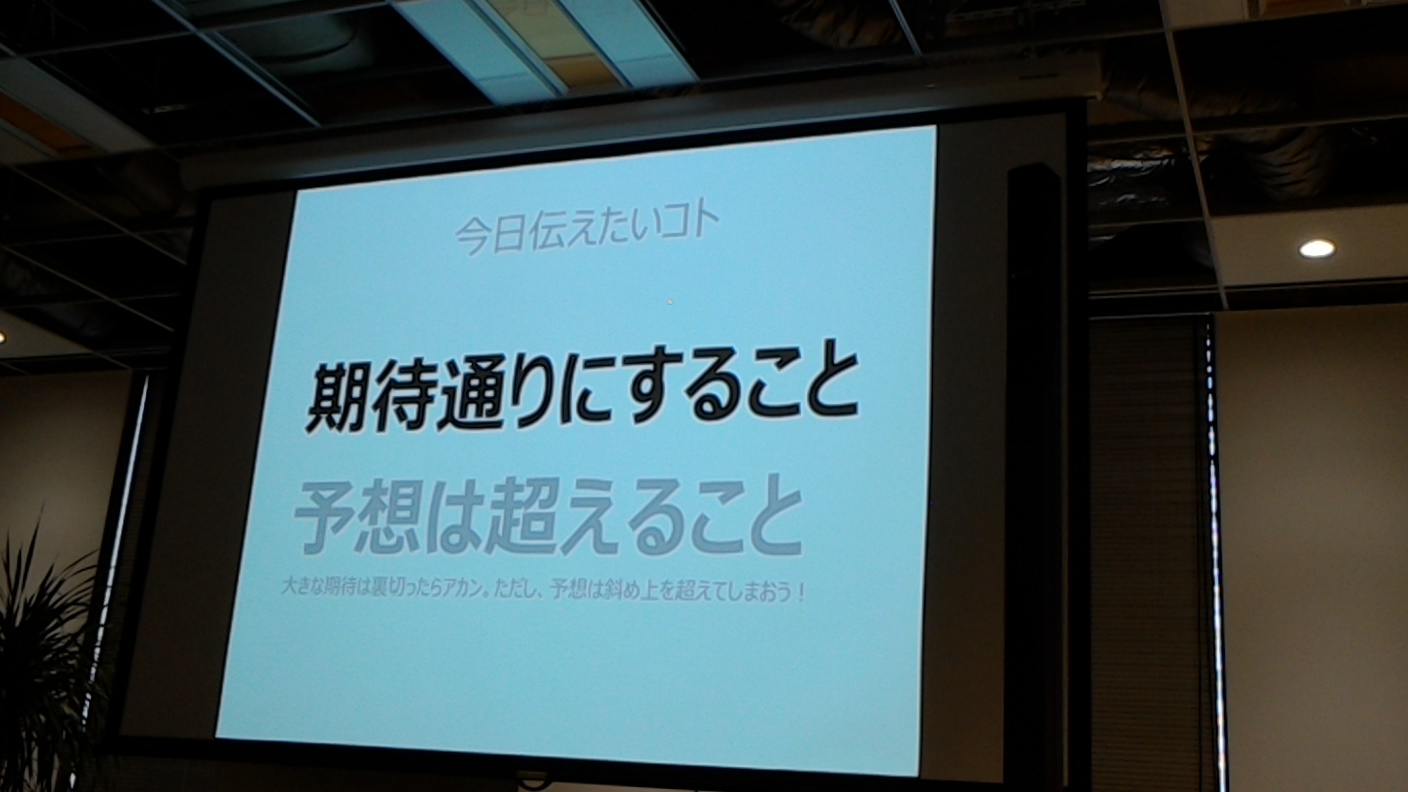 今日伝えたいコト
期待通りにすること
予想は超えること
大きな期待は裏切ったらアカン。ただし、予想は斜め上を超えてしまおう！